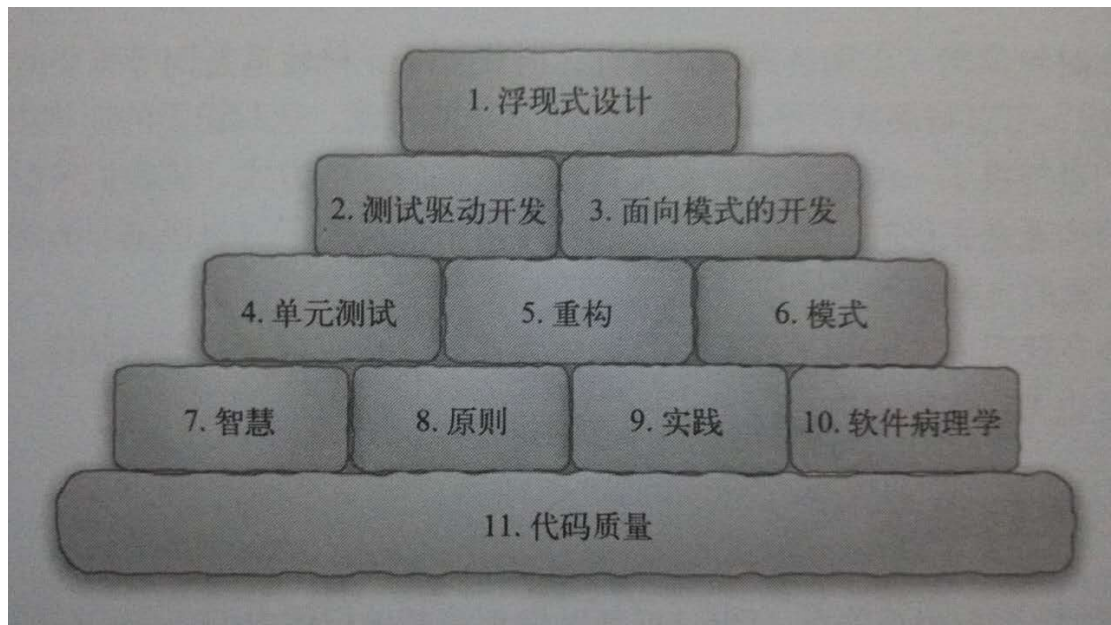 1. 浮现式设计
2. 测试驱动开发
3. 面向模式的开发
4. 单元测试
5. 重构
6. 模式
7. 智慧
8. 原则
9. 实践
10. 软件病理学
11. 代码质量